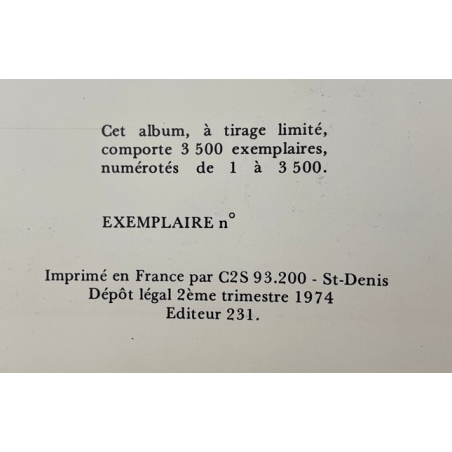 Cet album, à tirage limité,
comporte 3 500 exemplaires,
numérotés de 1 à 3 500.
EXEMPLAIRE n°
Imprimé en France par C2S 93.200 - St-Denis
Dépôt légal 2ème trimestre 1974
Editeur 231.